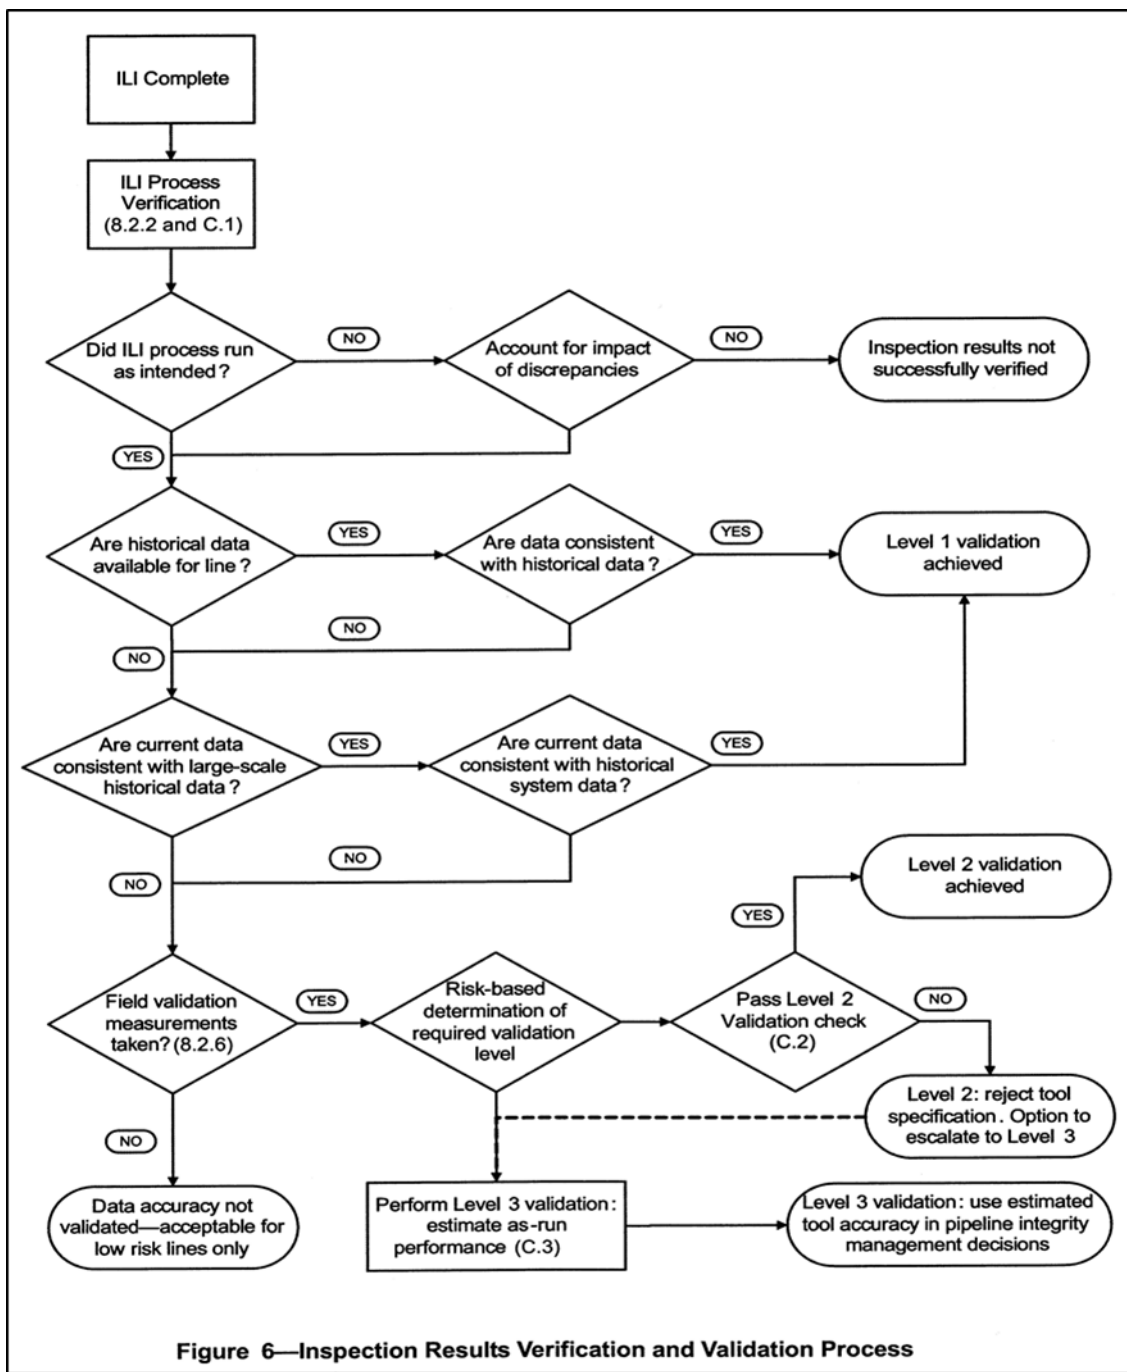 ILI Complete
ILI Process
Verification
(8.2.2 and C.1)
Did ILI process run
as intended?
NO
Account for impact
of discrepancies
NO
Inspection results not
successfully verified
YES
Are historical data
available for line?
YES
Are data consistent
with historical data?
YES
Level 1 validation
achieved
NO
NO
Are current data
consistent with large-scale
historical data?
YES
Are current data
consistent with historical
system data?
YES
NO
NO
Level 2 validation
achieved
YES
Field validation
measurements
taken? (8.2.6)
YES
Risk-based
determination of
required validation
level
Pass Level 2
Validation check
(C.2)
NO
Level 2: reject tool
specification. Option to
escalate to Level 3
NO
Data accuracy not
validated—acceptable for
low risk lines only
Perform Level 3 validation:
estimate as-run
performance (C.3)
Level 3 validation: use estimated
tool accuracy in pipeline integrity
management decisions
Figure 6—Inspection Results Verification and Validation Process